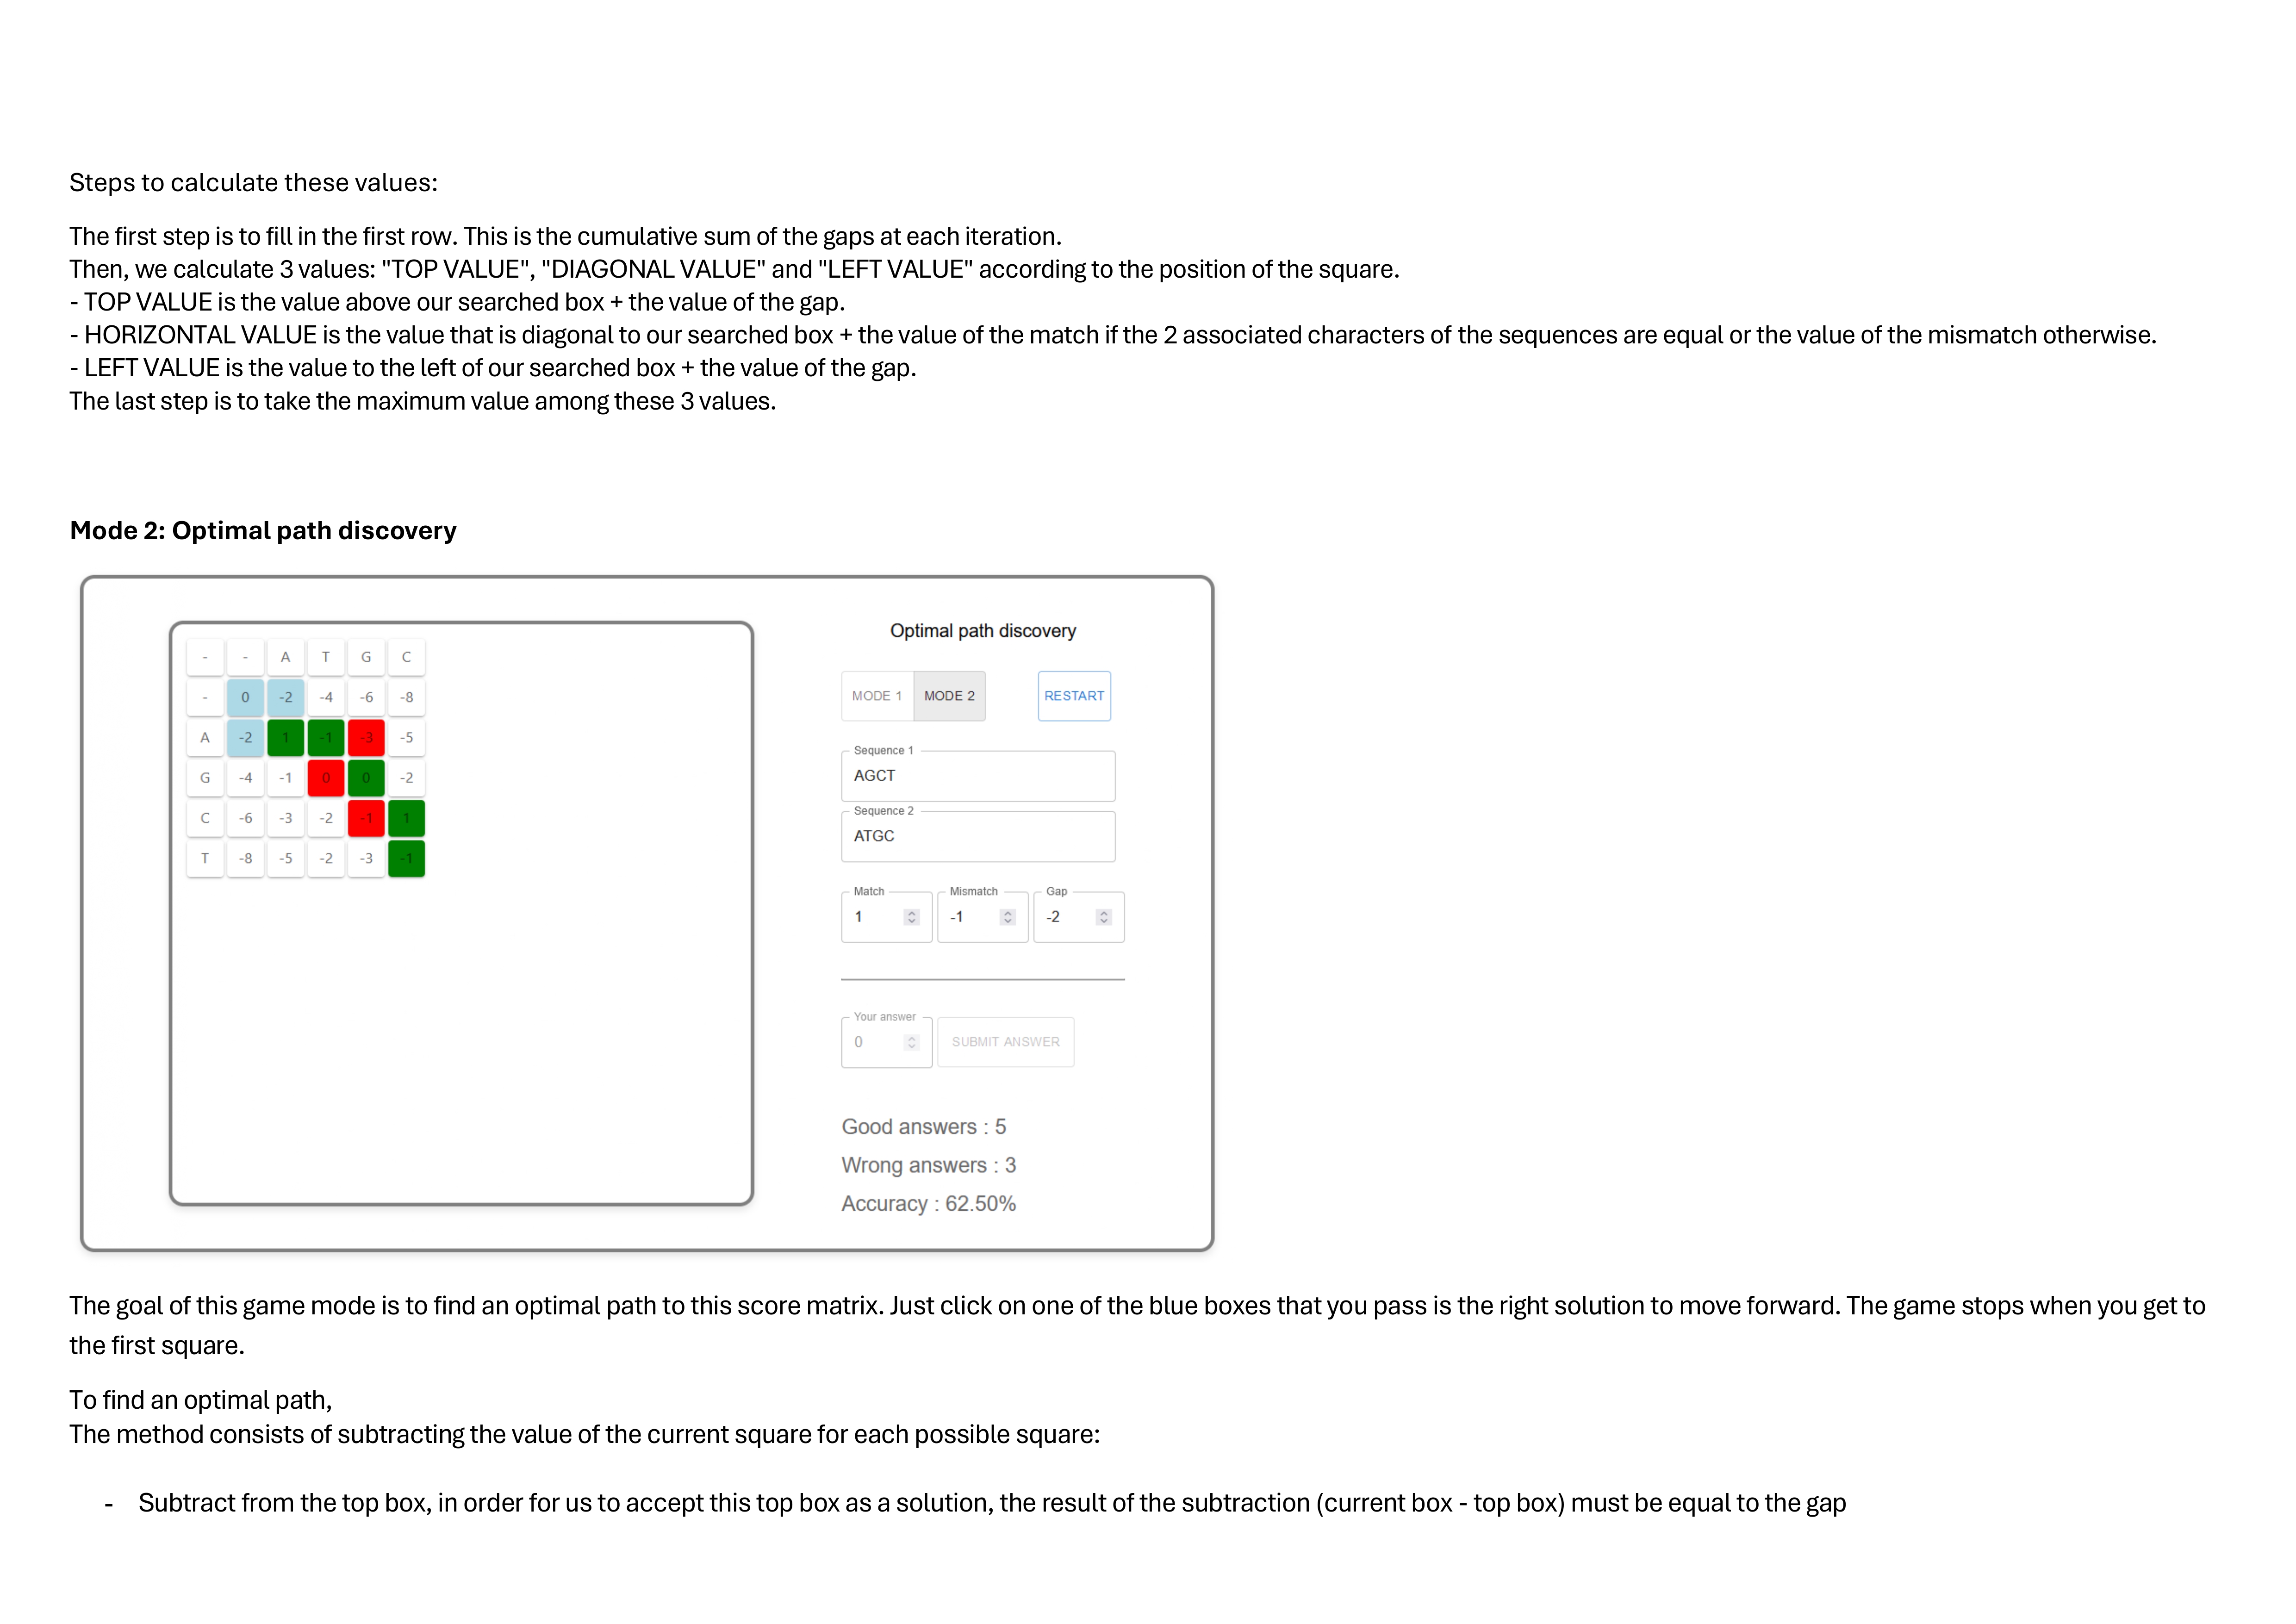 Steps to calculate these values:
The first step is to fill in the first row. This is the cumulative sum of the gaps at each iteration.
Then, we calculate 3 values: "TOP VALUE", "DIAGONAL VALUE" and "LEFT VALUE" according to the position of the square.
- TOP VALUE is the value above our searched box + the value of the gap.
- HORIZONTAL VALUE is the value that is diagonal to our searched box + the value of the match if the 2 associated characters of the sequences are equal or the value of the mismatch otherwise.
- LEFT VALUE is the value to the left of our searched box + the value of the gap.
The last step is to take the maximum value among these 3 values.
Mode 2: Optimal path discovery
- - A T G C
- 0 -2 -4 -6 -8
A -2 1 -1 -3 -5
G -4 -1 0 0 -2
C -6 -3 -2 -1 1
T -8 -5 -2 -3 -1
Optimal path discovery
MODE 1 MODE 2 RESTART
Sequence 1
AGCT
Sequence 2
ATGC
Match Mismatch Gap
1 -1 -2
Your answer
0 SUBMIT ANSWER
Good answers : 5
Wrong answers : 3
Accuracy : 62.50%
The goal of this game mode is to find an optimal path to this score matrix. Just click on one of the blue boxes that you pass is the right solution to move forward. The game stops when you get to
the first square.
To find an optimal path,
The method consists of subtracting the value of the current square for each possible square:
- Subtract from the top box, in order for us to accept this top box as a solution, the result of the subtraction (current box - top box) must be equal to the gap